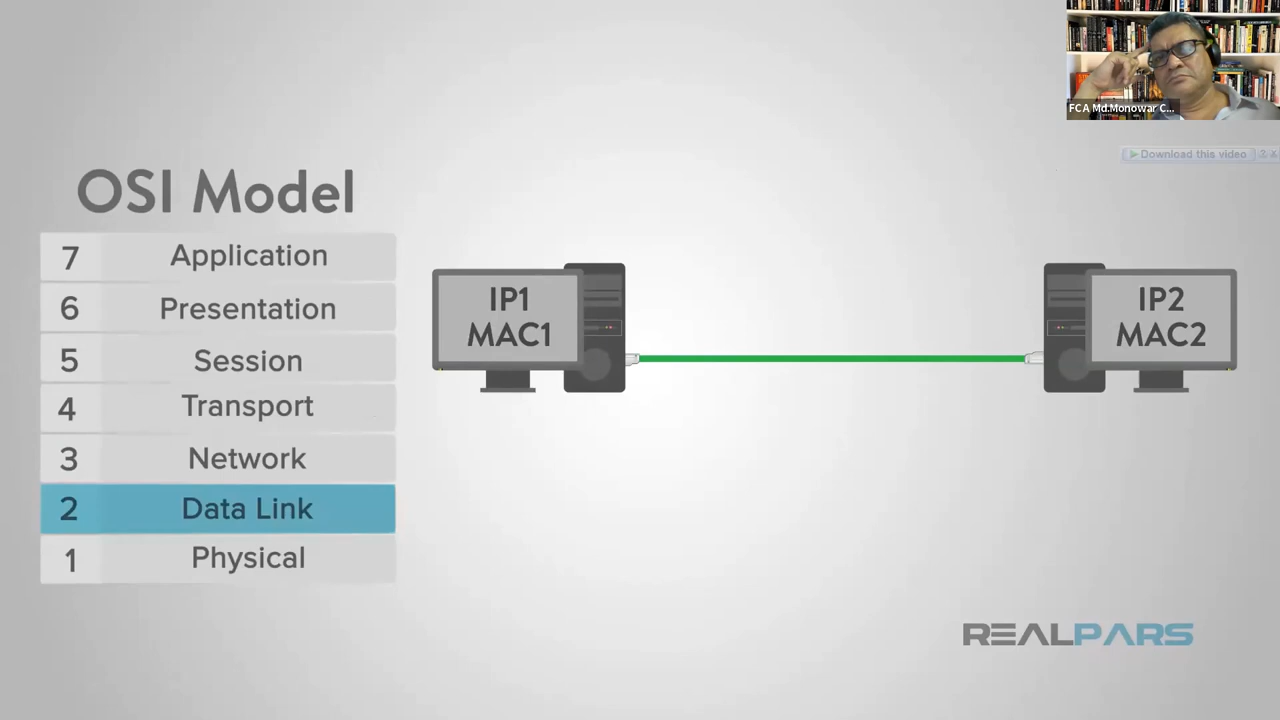 FCA Md.Monowar C...
Download this video
OSI Model
7 Application
6 Presentation
5 Session
4 Transport
3 Network
2 Data Link
1 Physical
IP1
MAC1
IP2
MAC2
REALPARS